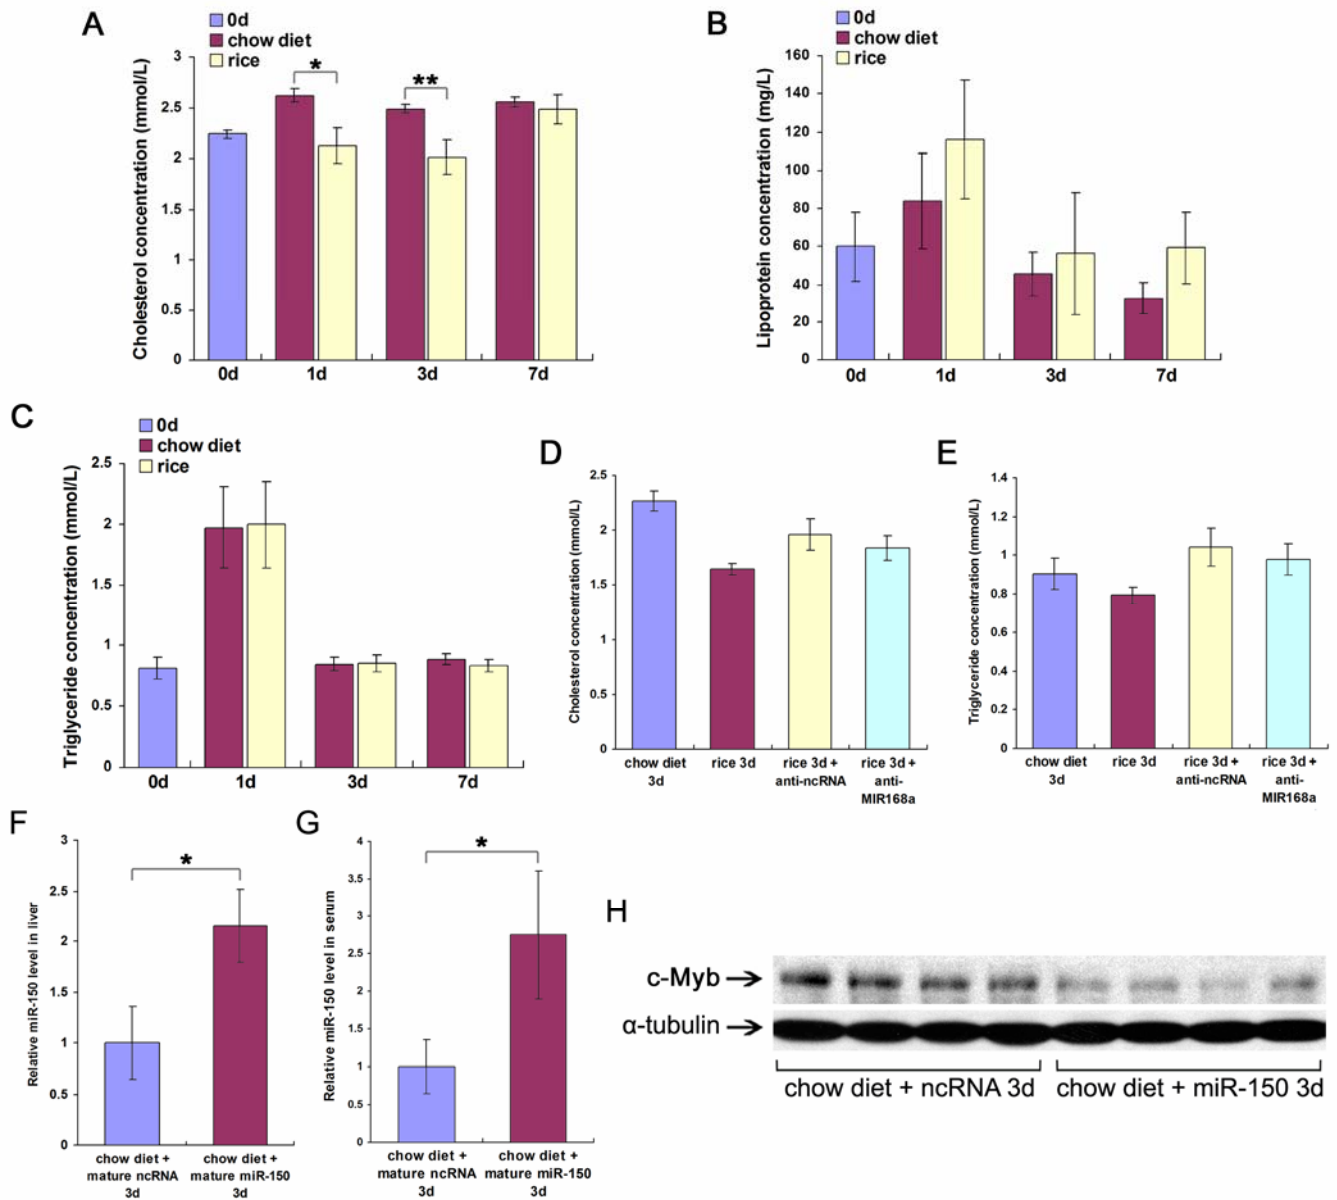 A
0d
chow diet
rice
Cholesterol concentration (mmol/L)
3
2.5
2
1.5
1
0.5
0
*
**
0d 1d 3d 7d
B
0d
chow diet
rice
Lipoprotein concentration (mg/L)
160
140
120
100
80
60
40
20
0
0d 1d 3d 7d
C
0d
chow diet
rice
Triglyceride concentration (mmol/L)
2.5
2
1.5
1
0.5
0
0d 1d 3d 7d
D
Cholesterol concentration (mmol/L)
2.5
2
1.5
1
0.5
0
chow diet
3d
rice 3d
rice 3d +
anti-ncRNA
rice 3d +
anti-
MIR168a
E
Triglyceride concentration (mmol/L)
1.4
1.2
1
0.8
0.6
0.4
0.2
0
chow diet
3d
rice 3d
rice 3d +
anti-ncRNA
rice 3d +
anti-
MIR168a
F
Relative miR-150 level in liver
3
2.5
2
1.5
1
0.5
0
*
chow diet +
mature ncRNA
3d
chow diet +
mature miR-150
3d
G
Relative miR-150 level in serum
4
3.5
3
2.5
2
1.5
1
0.5
0
*
chow diet +
mature ncRNA
3d
chow diet +
mature miR-150
3d
H
c-Myb
α-tubulin
chow diet + ncRNA 3d
chow diet + miR-150 3d